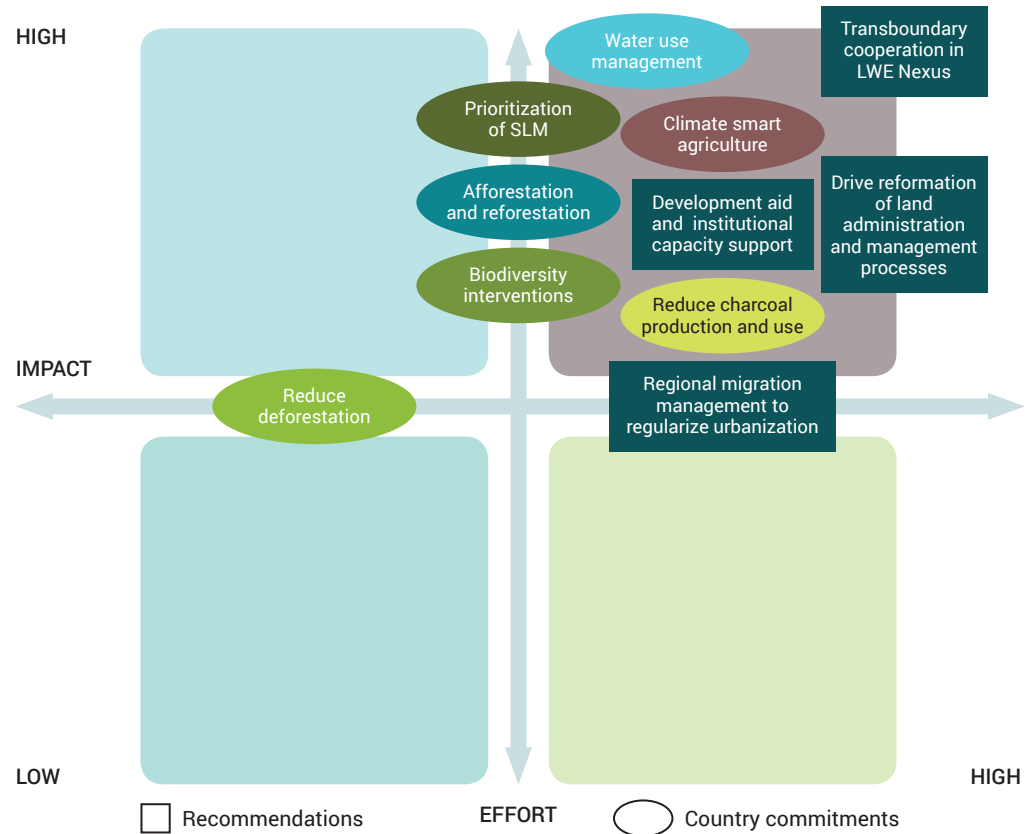 HIGH
Water use
management
Transboundary
cooperation in
LWE Nexus
Prioritization
of SLM
Climate smart
agriculture
Afforestation
and reforestation
Development aid
and institutional
capacity support
Drive reformation
of land
administration
and management
processes
Biodiversity
interventions
Reduce charcoal
production and use
IMPACT
Reduce
deforestation
Regional migration
management to
regularize urbanization
LOW
HIGH
Recommendations
EFFORT
Country commitments